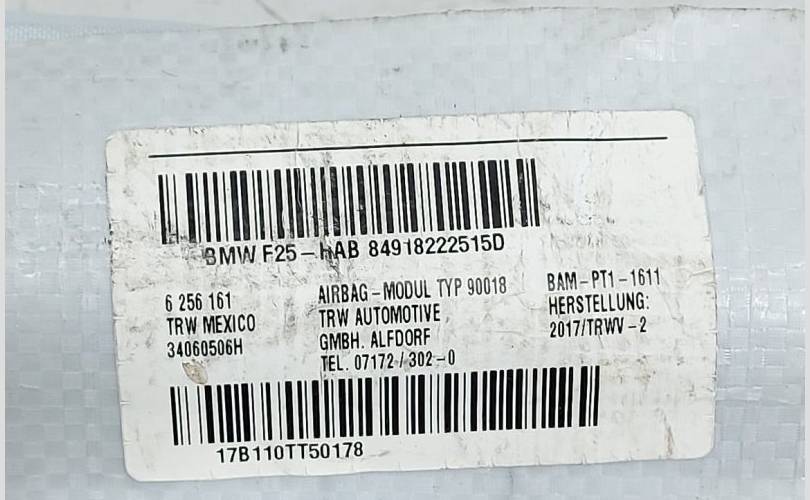 BMW F25-hAB 84918222515D
6 256 161
TRW MEXICO
34060506H
AIRBAG-MODUL TYP 90018
TRW AUTOMOTIVE
GMBH. ALFDORF
TEL. 07172/302-0
BAM-PT1-1611
HERSTELLUNG:
2017/TRWV-2
17B110TT50178